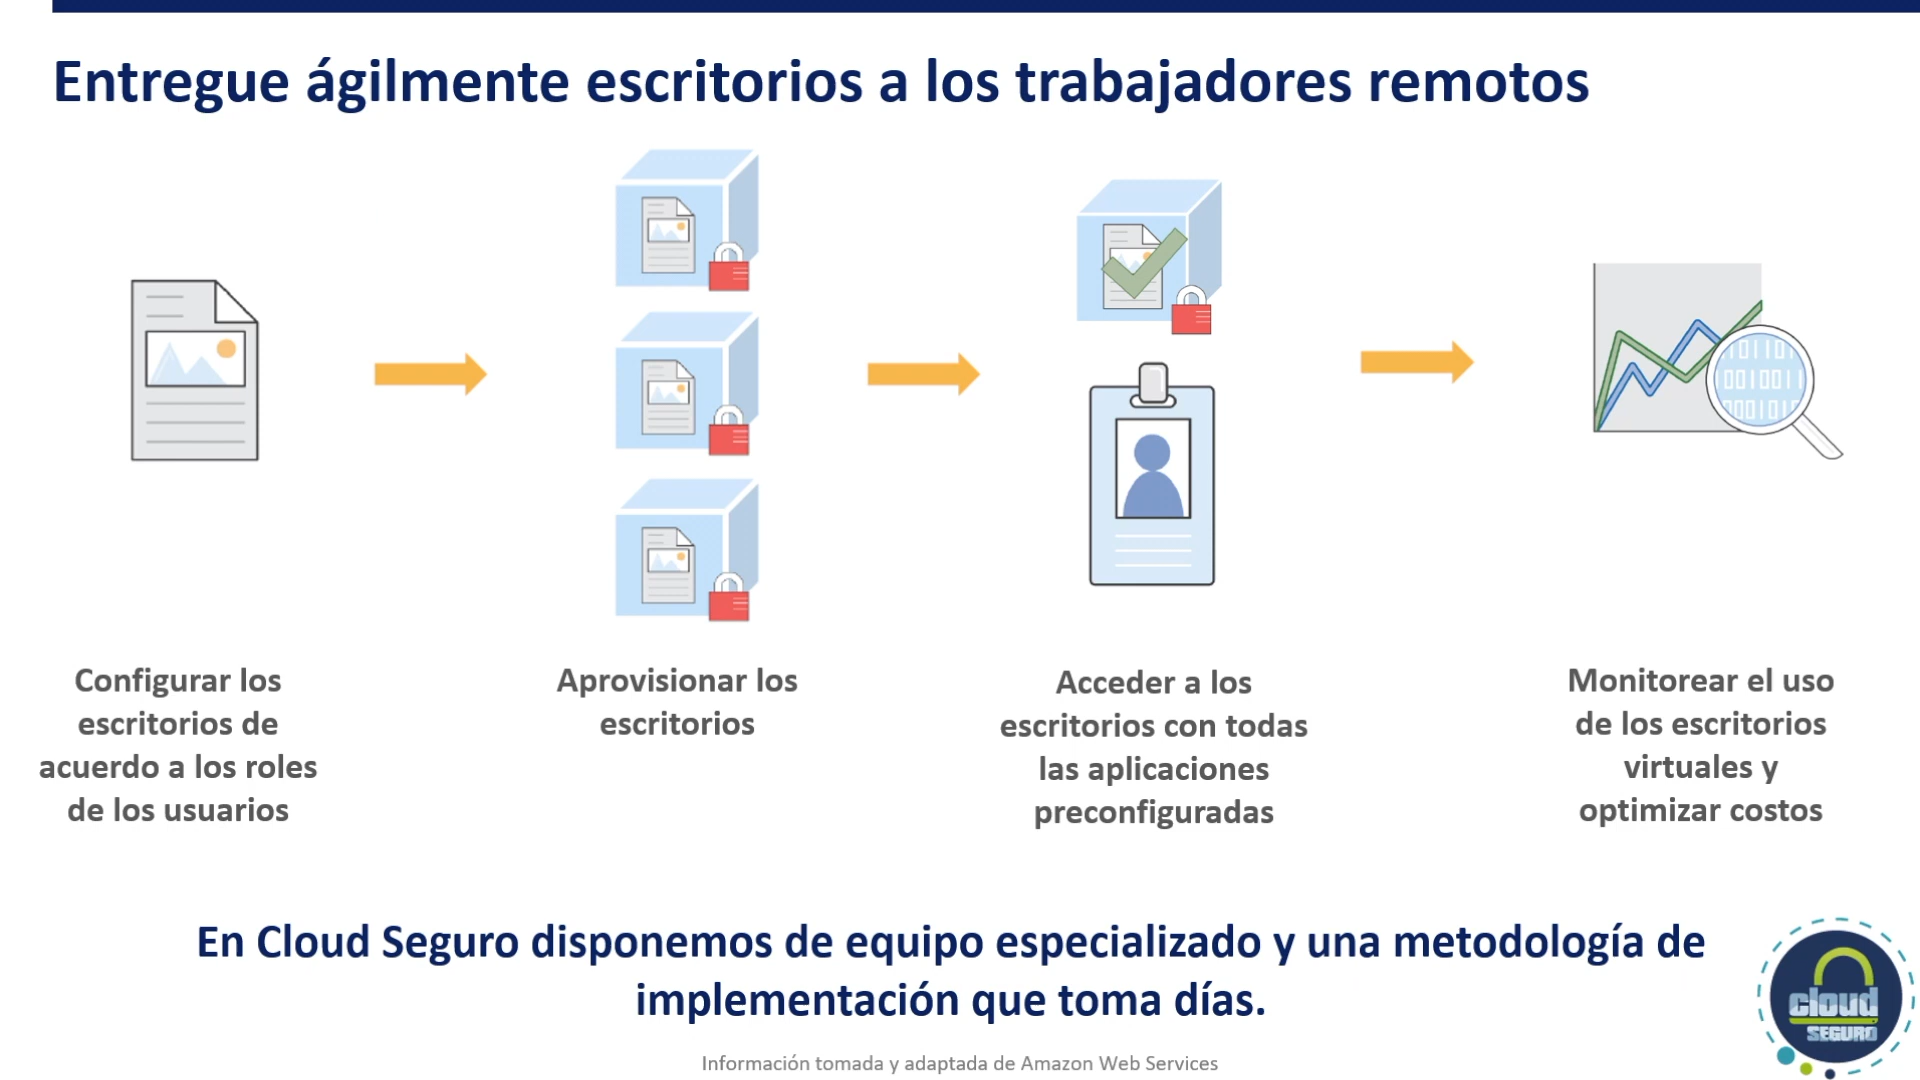 Entregue ágilmente escritorios a los trabajadores remotos
Configurar los
escritorios de
acuerdo a los roles
de los usuarios
Aprovisionar los
escritorios
Acceder a los
escritorios con todas
las aplicaciones
preconfiguradas
1011011
0010011
0001010
Monitorear el uso
de los escritorios
virtuales y
optimizar costos
En Cloud Seguro disponemos de equipo especializado y una metodología de
implementación que toma días.
cloud
SEGURO
Información tomada y adaptada de Amazon Web Services